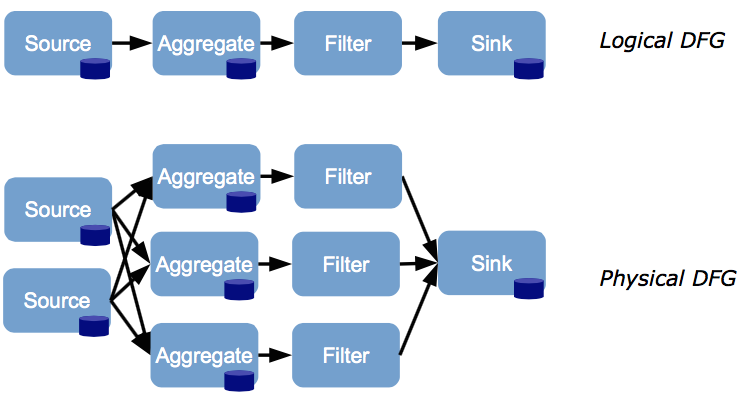 Source
Aggregate
Filter
Sink
Logical DFG
Aggregate
Filter
Source
Aggregate
Filter
Sink
Physical DFG
Source
Aggregate
Filter